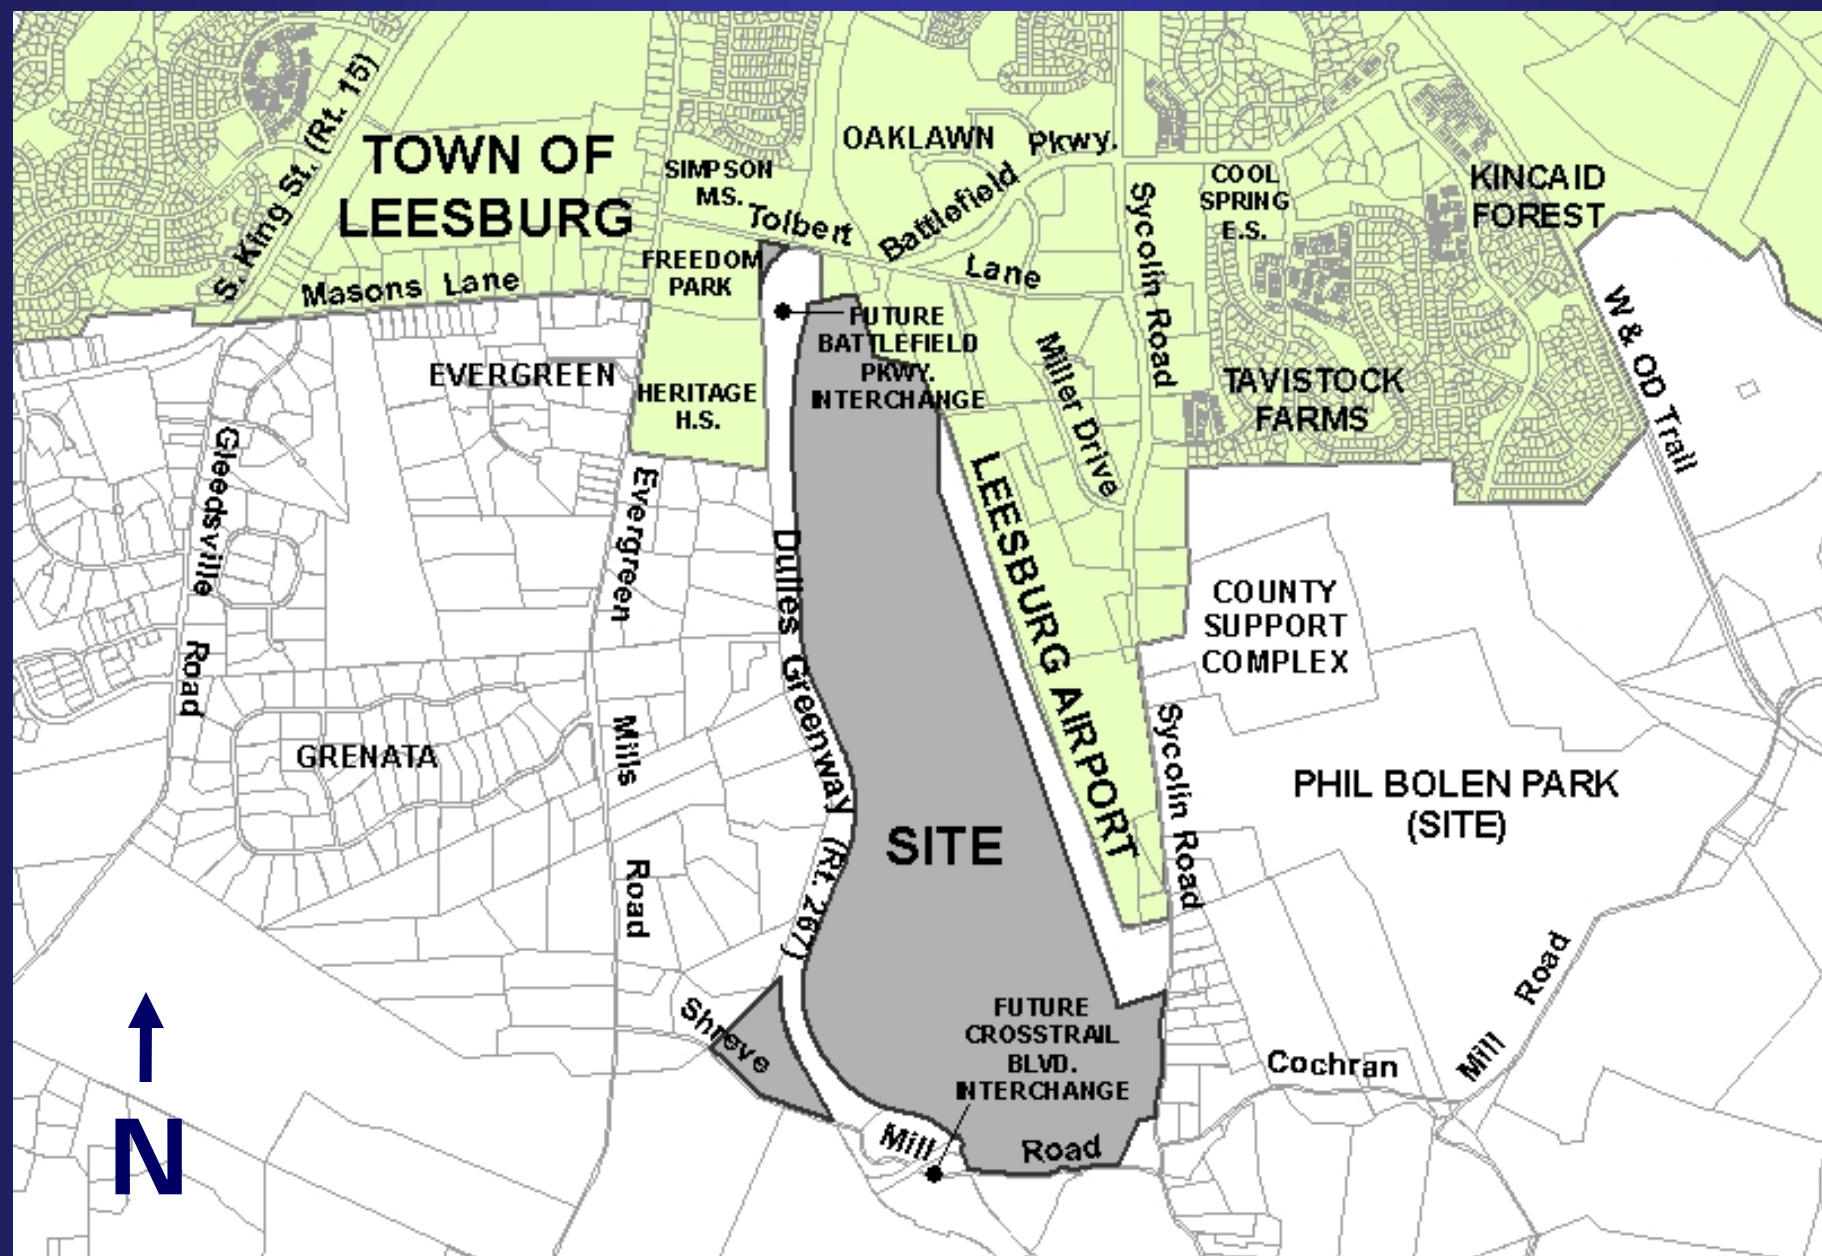 S. King St. (Rt. 15)
TOWN OF
LEESBURG
Masons Lane
SIMPSON
M.S.
OAKLAWN
Battlefield Pkwy.
Tolbert Lane
FREEDOM
PARK
HERITAGE
H.S.
FUTURE
BATTLEFIELD
PKWY.
INTERCHANGE
COOL
SPRING
E.S.
KINCAID
FOREST
Sycolin Road
Miller Drive
TAVISTOCK
FARMS
W & OD Trail
EVERGREEN
Gleedsville Road
Evergreen Mills Road
Dulles Greenway (Rt. 267)
LEESBURG AIRPORT
COUNTY
SUPPORT
COMPLEX
GRENATA
SITE
Sycolin Road
PHIL BOLEN PARK
(SITE)
FUTURE
CROSSTRAIL
BLVD.
INTERCHANGE
Shreve Mill Road
Cochran Mill Road
N